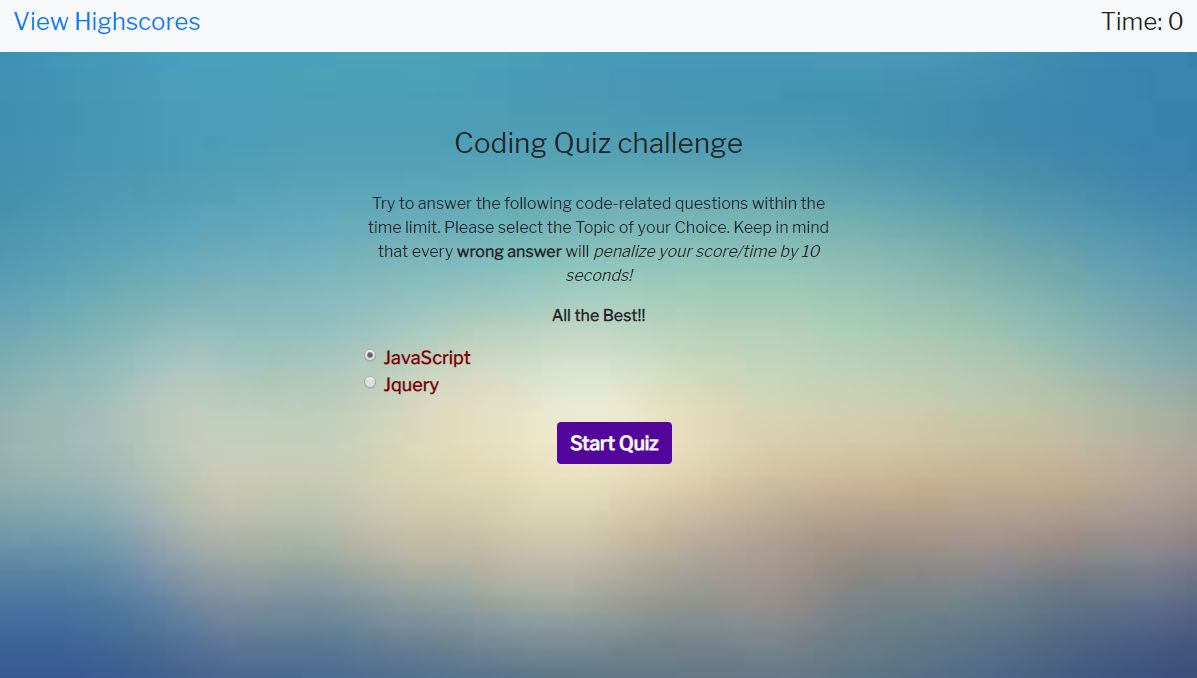 View Highscores
Time: 0
Coding Quiz challenge
Try to answer the following code-related questions within the
time limit. Please select the Topic of your Choice. Keep in mind
that every wrong answer will penalize your score/time by 10
seconds!
All the Best!!
JavaScript
Jquery
Start Quiz